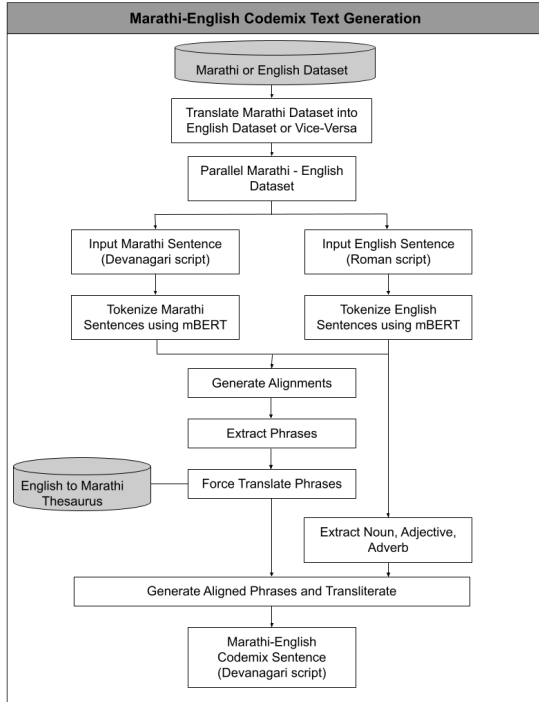 Marathi-English Codemix Text Generation
Marathi or English Dataset
Translate Marathi Dataset into
English Dataset or Vice-Versa
Parallel Marathi - English
Dataset
Input Marathi Sentence
(Devanagari script)
Input English Sentence
(Roman script)
Tokenize Marathi
Sentences using mBERT
Tokenize English
Sentences using mBERT
Generate Alignments
Extract Phrases
English to Marathi
Thesaurus
Force Translate Phrases
Extract Noun, Adjective,
Adverb
Generate Aligned Phrases and Transliterate
Marathi-English
Codemix Sentence
(Devanagari script)